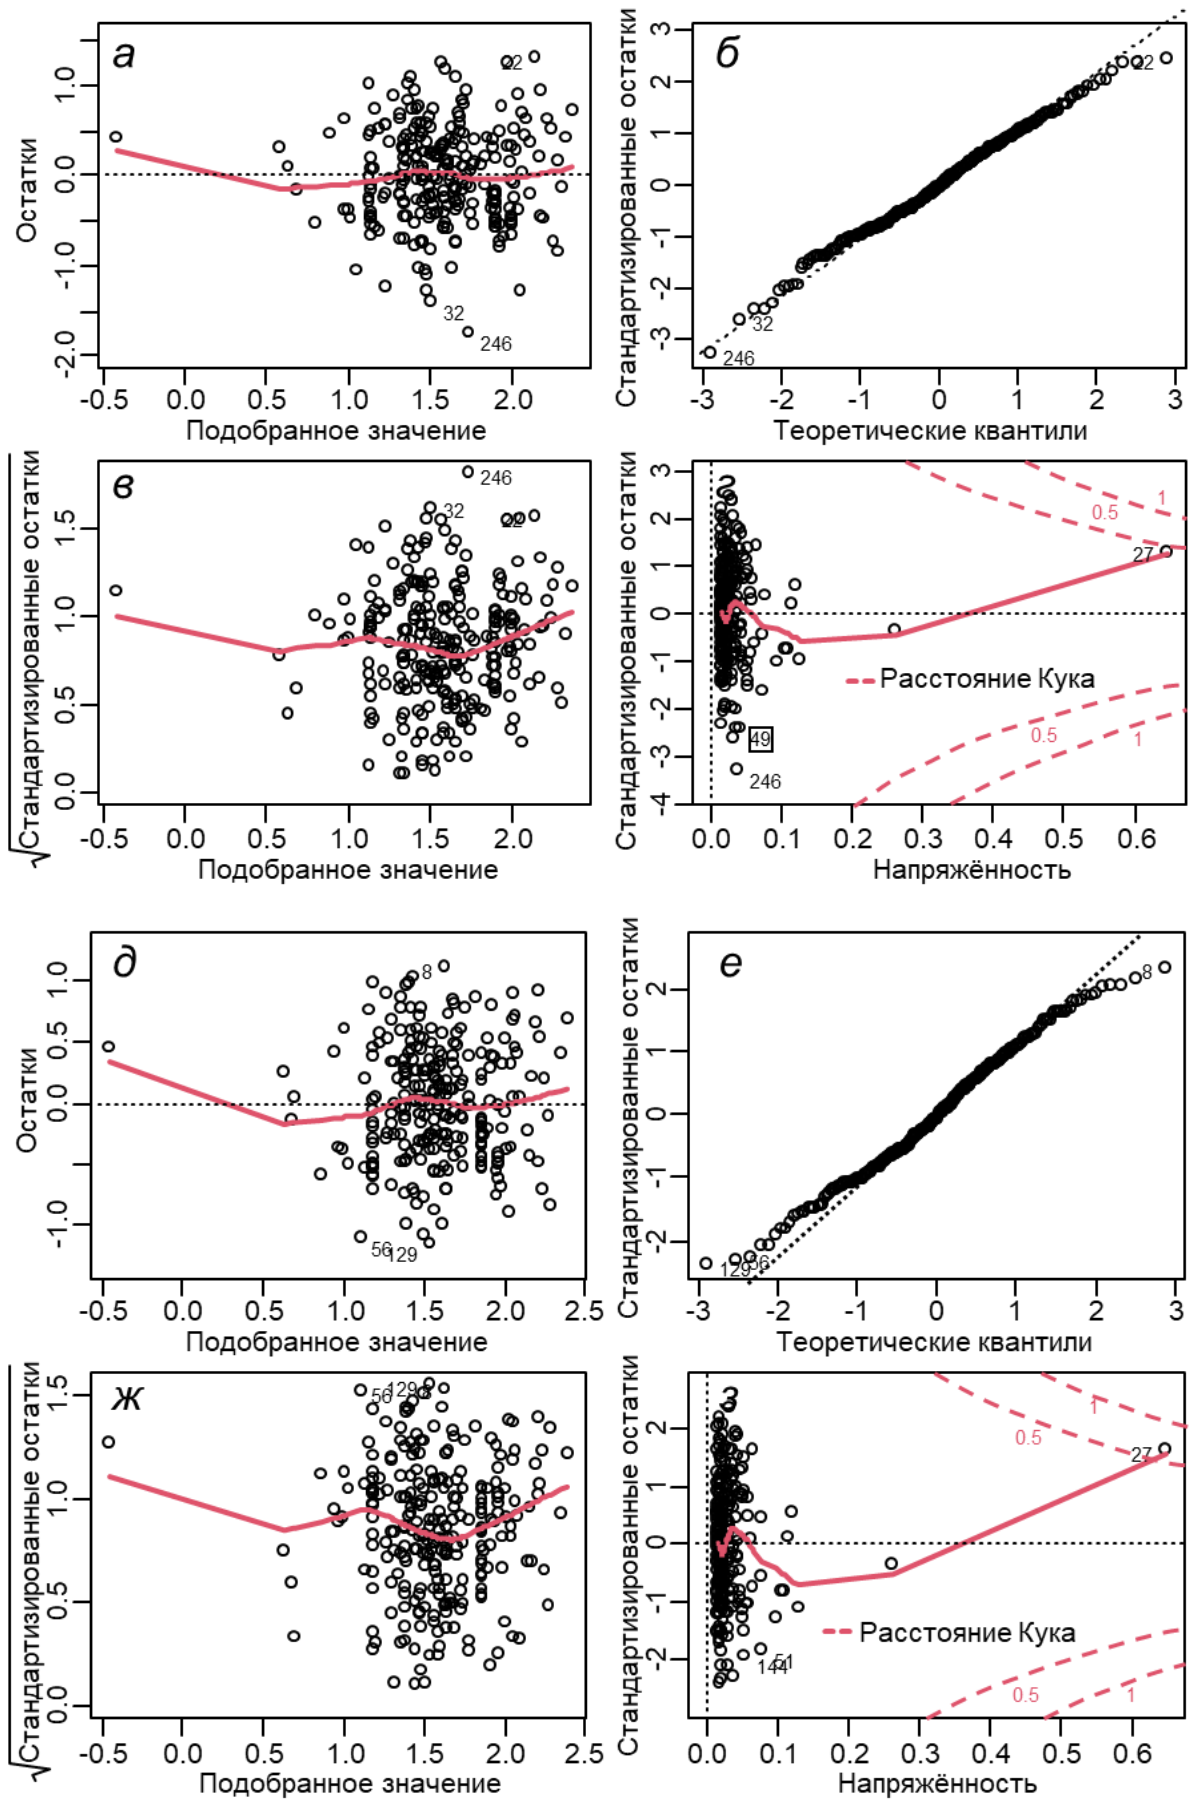 а
Остатки
1.0
0.0
-1.0
-2.0
22
32
246
-0.5 0.0 0.5 1.0 1.5 2.0
Подобранное значение
б
Стандартизированные остатки
3
2
1
0
-1
-2
-3
22
32
246
-3 -2 -1 0 1 2 3
Теоретические квантили
в
√Стандартизированные остатки
1.5
1.0
0.5
0.0
246
32
22
-0.5 0.0 0.5 1.0 1.5 2.0
Подобранное значение
г
Стандартизированные остатки
3
2
1
0
-1
-2
-3
-4
1
0.5
27
Расстояние Кука
49
246
0.5
1
0.0 0.1 0.2 0.3 0.4 0.5 0.6
Напряжённость
д
Остатки
1.0
0.5
0.0
-1.0
8
56
129
-0.5 0.0 0.5 1.0 1.5 2.0 2.5
Подобранное значение
е
Стандартизированные остатки
2
1
0
-1
-2
8
129
56
-3 -2 -1 0 1 2 3
Теоретические квантили
ж
√Стандартизированные остатки
1.5
1.0
0.5
0.0
56
129
8
-0.5 0.0 0.5 1.0 1.5 2.0 2.5
Подобранное значение
з
Стандартизированные остатки
2
1
0
-1
-2
1
0.5
27
Расстояние Кука
144
51
0.5
1
0.0 0.1 0.2 0.3 0.4 0.5 0.6
Напряжённость